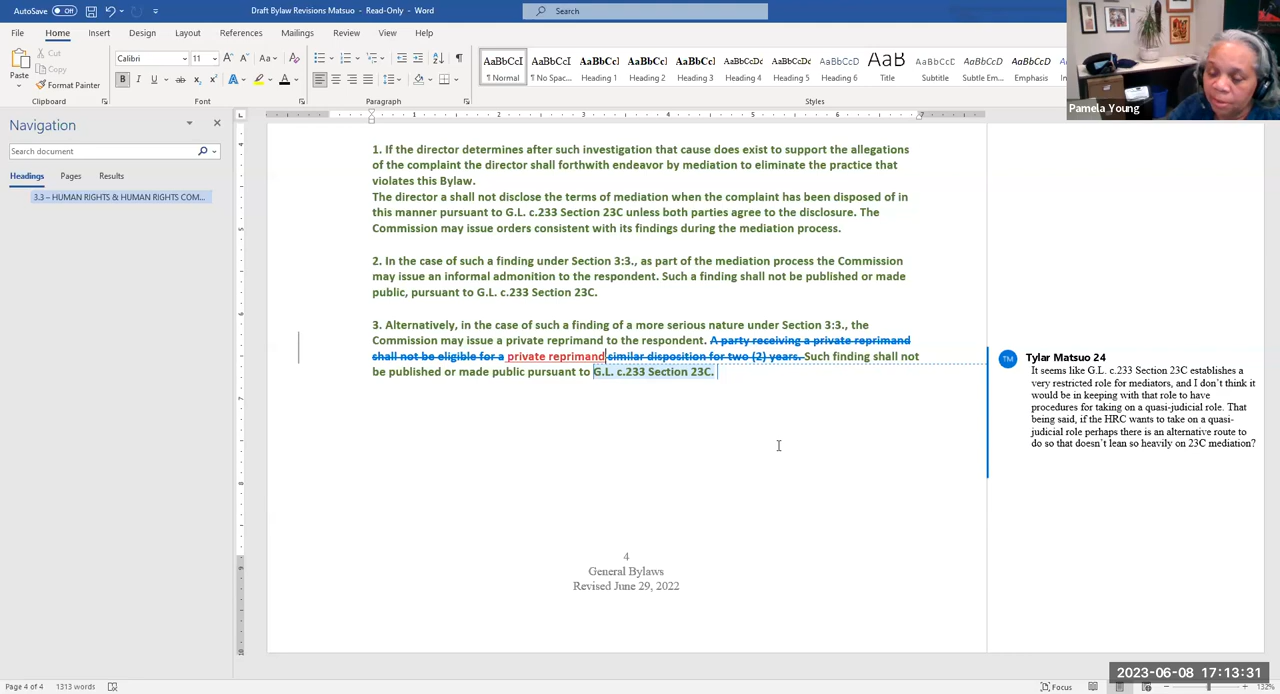 AutoSave Off
Draft Bylaw Revisions Matsuo - Read-Only - Word
Search
File Home Insert Design Layout References Mailings Review View Help
Paste
Cut
Copy
Format Painter
Clipboard
Calibri 11
Font
Paragraph
AaBbCcI AaBbCcI AaBbCcI AaBbCcI AaBbCcI AaBbCcDc AaBbCcDc AaBbCcD AaB AaBbCcC AaBbCcD AaBbCcD
¶ Normal ¶ No Spac... Heading 1 Heading 2 Heading 3 Heading 4 Heading 5 Heading 6 Title Subtitle Subtle Em... Emphasis
Styles
Pamela Young
Navigation
Search document
Headings Pages Results
3.3 – HUMAN RIGHTS & HUMAN RIGHTS COM...
1. If the director determines after such investigation that cause does exist to support the allegations
of the complaint the director shall forthwith endeavor by mediation to eliminate the practice that
violates this Bylaw.
The director a shall not disclose the terms of mediation when the complaint has been disposed of in
this manner pursuant to G.L. c.233 Section 23C unless both parties agree to the disclosure. The
Commission may issue orders consistent with its findings during the mediation process.
2. In the case of such a finding under Section 3:3., as part of the mediation process the Commission
may issue an informal admonition to the respondent. Such a finding shall not be published or made
public, pursuant to G.L. c.233 Section 23C.
3. Alternatively, in the case of such a finding of a more serious nature under Section 3:3., the
Commission may issue a private reprimand to the respondent. A party receiving a private reprimand
shall not be eligible for a private reprimand similar disposition for two (2) years. Such finding shall not
be published or made public pursuant to G.L. c.233 Section 23C.
TM
Tylar Matsuo 24
It seems like G.L. c.233 Section 23C establishes a
very restricted role for mediators, and I don't think it
would be in keeping with that role to have
procedures for taking on a quasi-judicial role. That
being said, if the HRC wants to take on a quasi-
judicial role perhaps there is an alternative route to
do so that doesn't lean so heavily on 23C mediation?
4
General Bylaws
Revised June 29, 2022
2023-06-08 17:13:31
Page 4 of 4 1313 words
Focus
132%